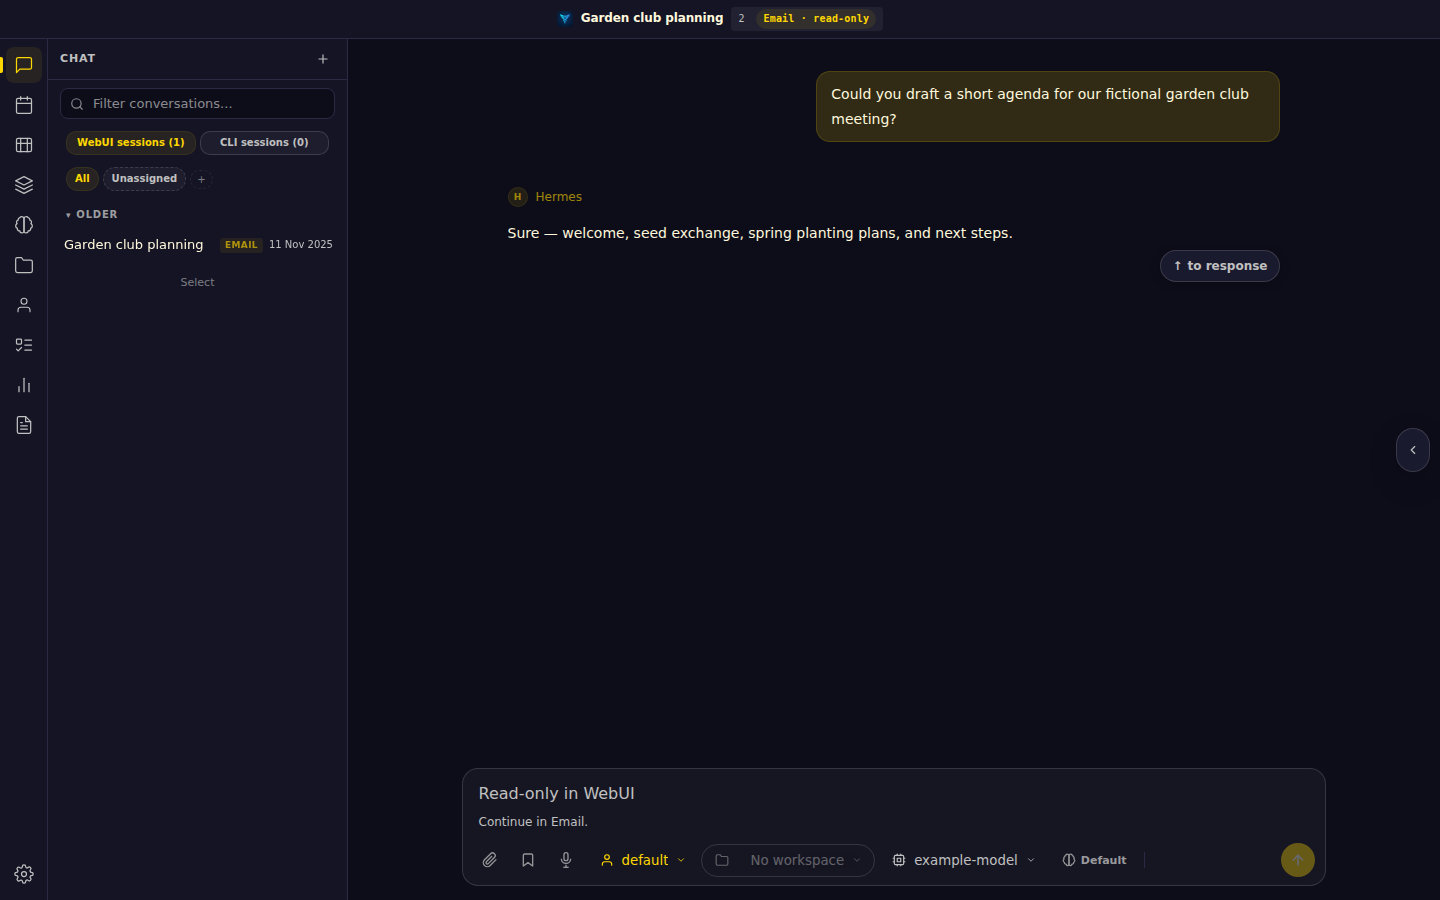 Garden club planning 2 Email · read-only
CHAT
Filter conversations...
WebUI sessions (1) CLI sessions (0)
All Unassigned +
▾ OLDER
Garden club planning EMAIL 11 Nov 2025
Select
Could you draft a short agenda for our fictional garden club
meeting?
H Hermes
Sure — welcome, seed exchange, spring planting plans, and next steps.
↑ to response
Read-only in WebUI
Continue in Email.
default No workspace example-model Default